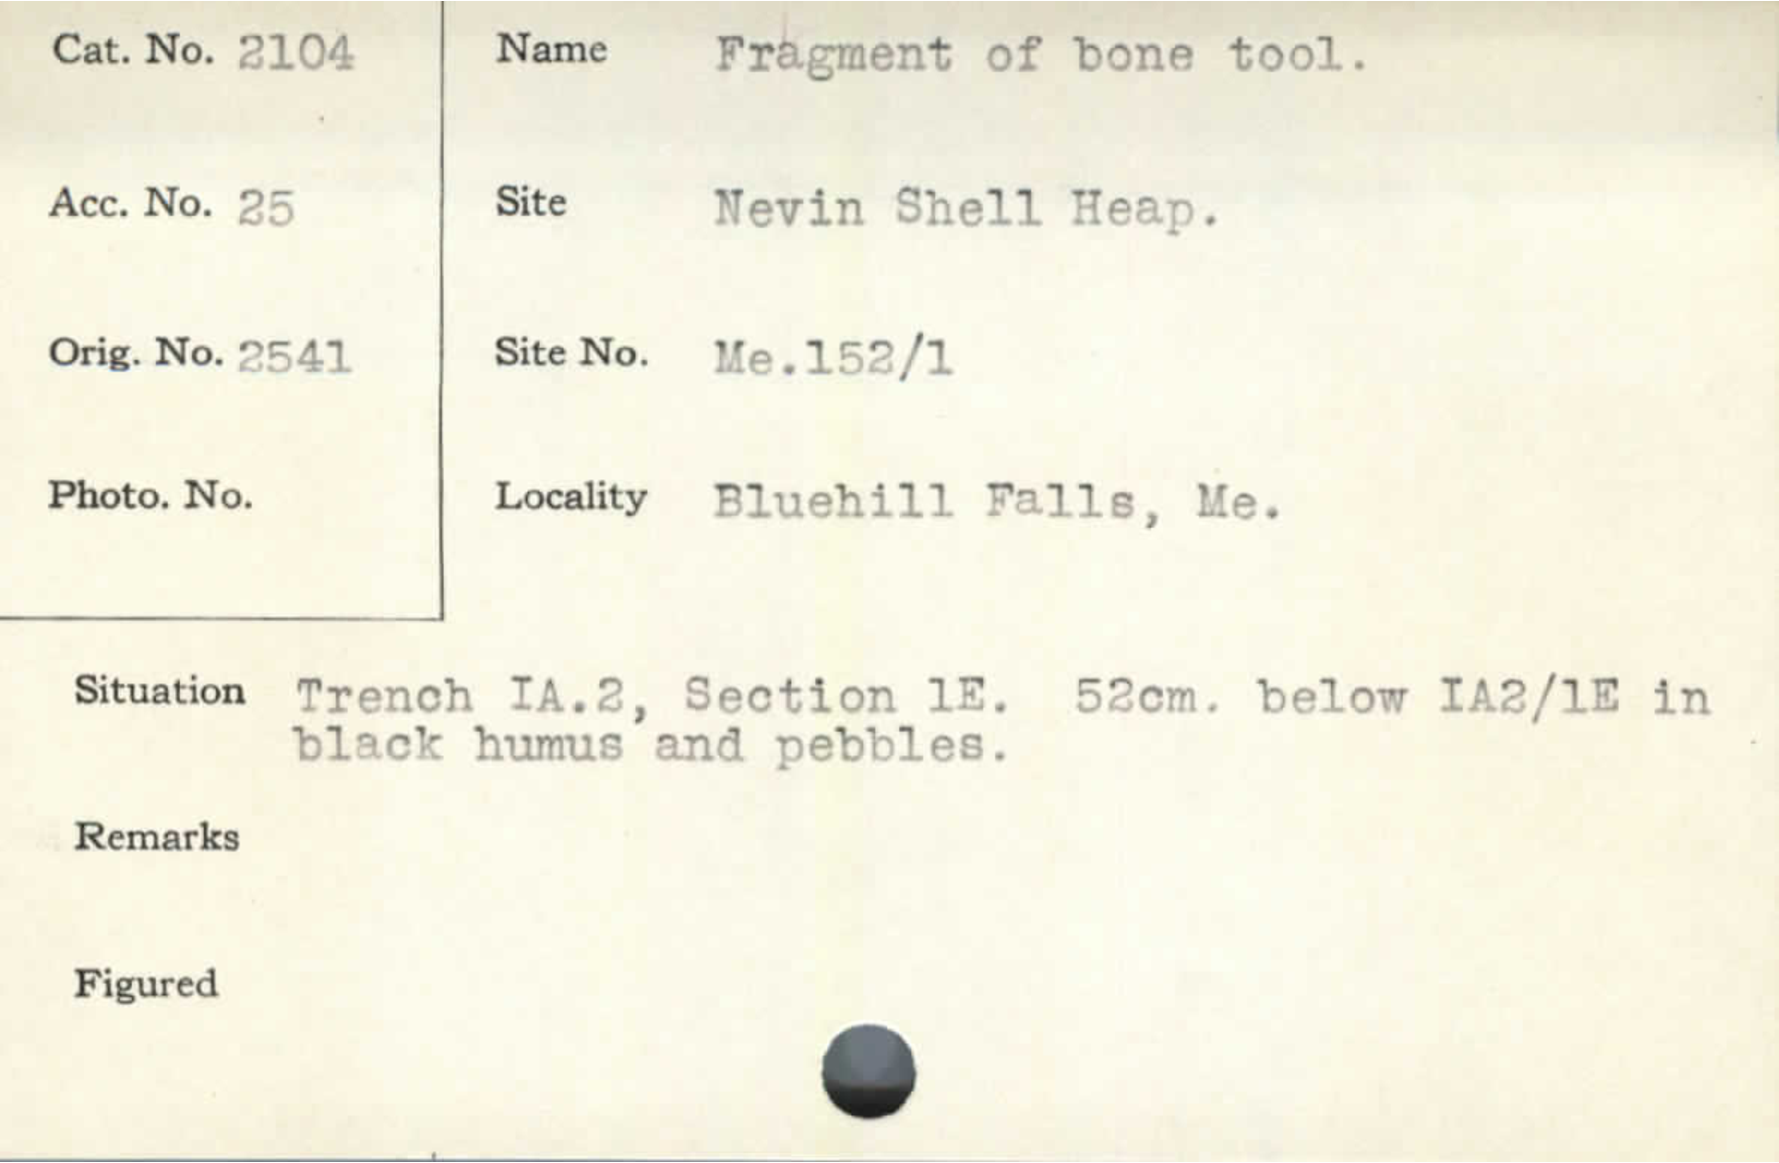 Cat. No. 2104
Name Fragment of bone tool.
Acc. No. 25
Site Nevin Shell Heap.
Orig. No. 2541
Site No. Me.152/1
Photo. No.
Locality Bluehill Falls, Me.
Situation Trench IA.2, Section 1E. 52cm. below IA2/1E in
black humus and pebbles.
Remarks
Figured